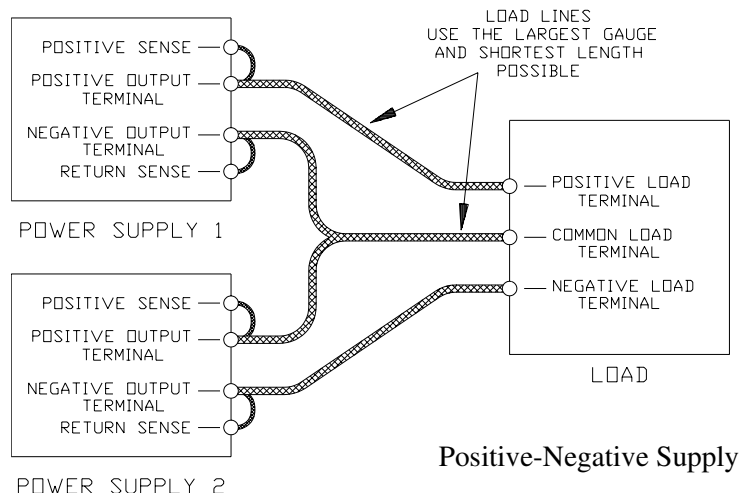 LOAD LINES
USE THE LARGEST GAUGE
AND SHORTEST LENGTH
POSSIBLE
POSITIVE SENSE
POSITIVE OUTPUT
TERMINAL
NEGATIVE OUTPUT
TERMINAL
RETURN SENSE
POWER SUPPLY 1
POSITIVE LOAD
TERMINAL
COMMON LOAD
TERMINAL
NEGATIVE LOAD
TERMINAL
LOAD
POSITIVE SENSE
POSITIVE OUTPUT
TERMINAL
NEGATIVE OUTPUT
TERMINAL
RETURN SENSE
POWER SUPPLY 2
Positive-Negative Supply